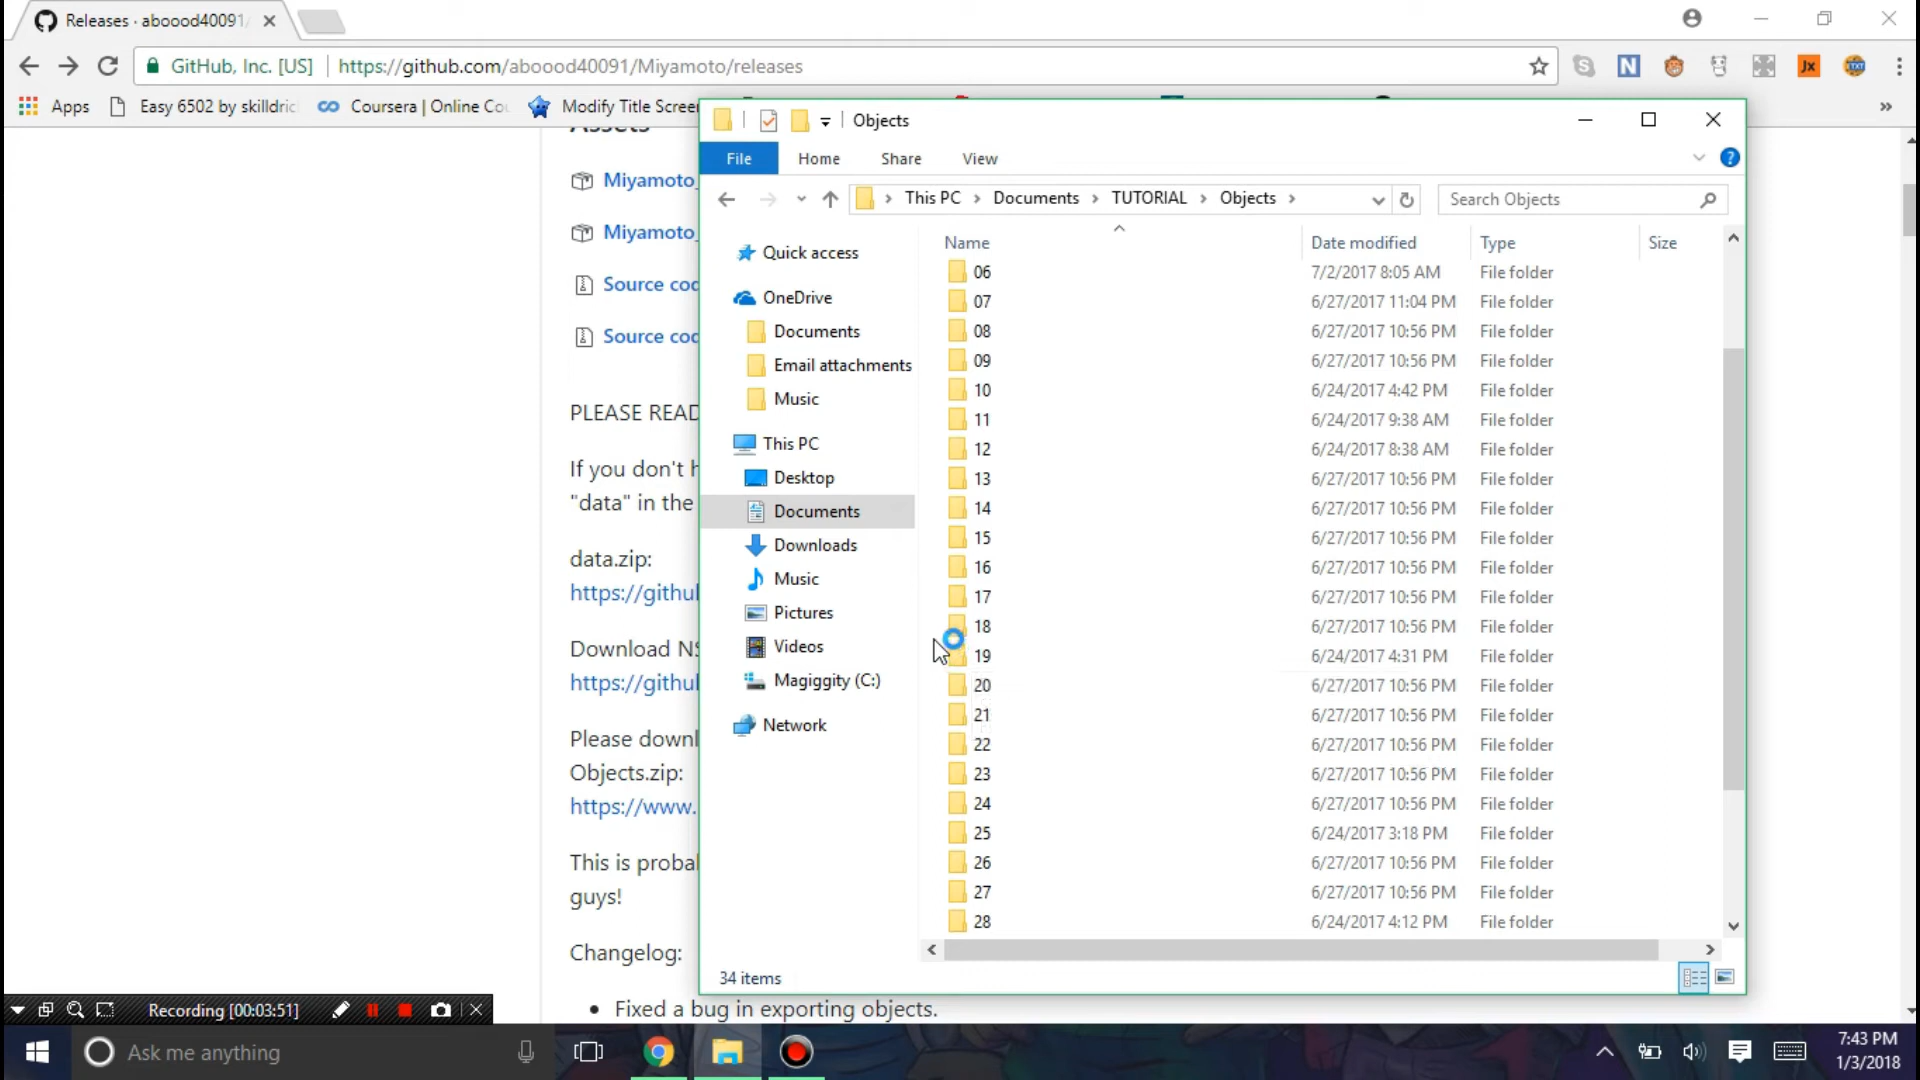 Releases · aboood40091/
GitHub, Inc. [US] https://github.com/aboood40091/Miyamoto/releases
Apps Easy 6502 by skilldric Coursera | Online Co Modify Title Screen »
Assets
Miyamoto_
Miyamoto_
Source cod
Source cod
PLEASE READ
If you don't h
"data" in the
data.zip:
https://githul
Download NS
https://githul
Please downl
Objects.zip:
https://www.
This is probal
guys!
Changelog:
• Fixed a bug in exporting objects.
Objects
File Home Share View
This PC > Documents > TUTORIAL > Objects >
Search Objects
Quick access
OneDrive
Documents
Email attachments
Music
This PC
Desktop
Documents
Downloads
Music
Pictures
Videos
Magiggity (C:)
Network
Name Date modified Type Size
06 7/2/2017 8:05 AM File folder
07 6/27/2017 11:04 PM File folder
08 6/27/2017 10:56 PM File folder
09 6/27/2017 10:56 PM File folder
10 6/24/2017 4:42 PM File folder
11 6/24/2017 9:38 AM File folder
12 6/24/2017 8:38 AM File folder
13 6/27/2017 10:56 PM File folder
14 6/27/2017 10:56 PM File folder
15 6/27/2017 10:56 PM File folder
16 6/27/2017 10:56 PM File folder
17 6/27/2017 10:56 PM File folder
18 6/27/2017 10:56 PM File folder
19 6/24/2017 4:31 PM File folder
20 6/27/2017 10:56 PM File folder
21 6/27/2017 10:56 PM File folder
22 6/27/2017 10:56 PM File folder
23 6/27/2017 10:56 PM File folder
24 6/27/2017 10:56 PM File folder
25 6/24/2017 3:18 PM File folder
26 6/27/2017 10:56 PM File folder
27 6/27/2017 10:56 PM File folder
28 6/24/2017 4:12 PM File folder
34 items
Recording [00:03:51]
Ask me anything
7:43 PM
1/3/2018